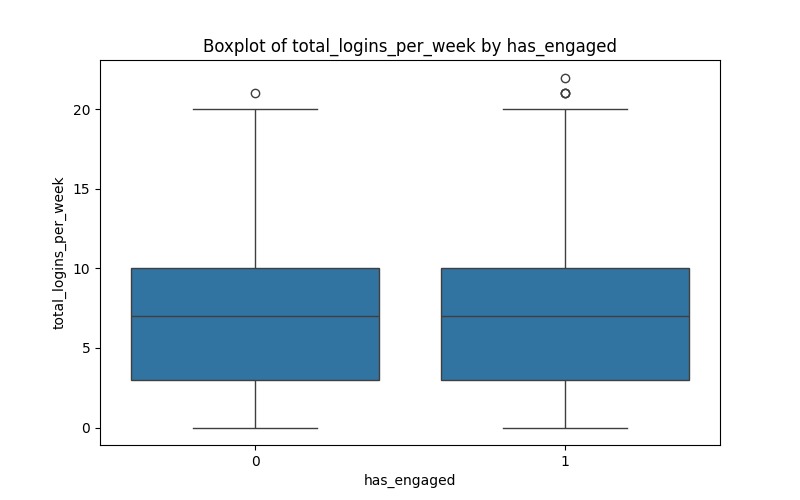 Boxplot of total_logins_per_week by has_engaged
total_logins_per_week
20
15
10
5
0
0 1
has_engaged